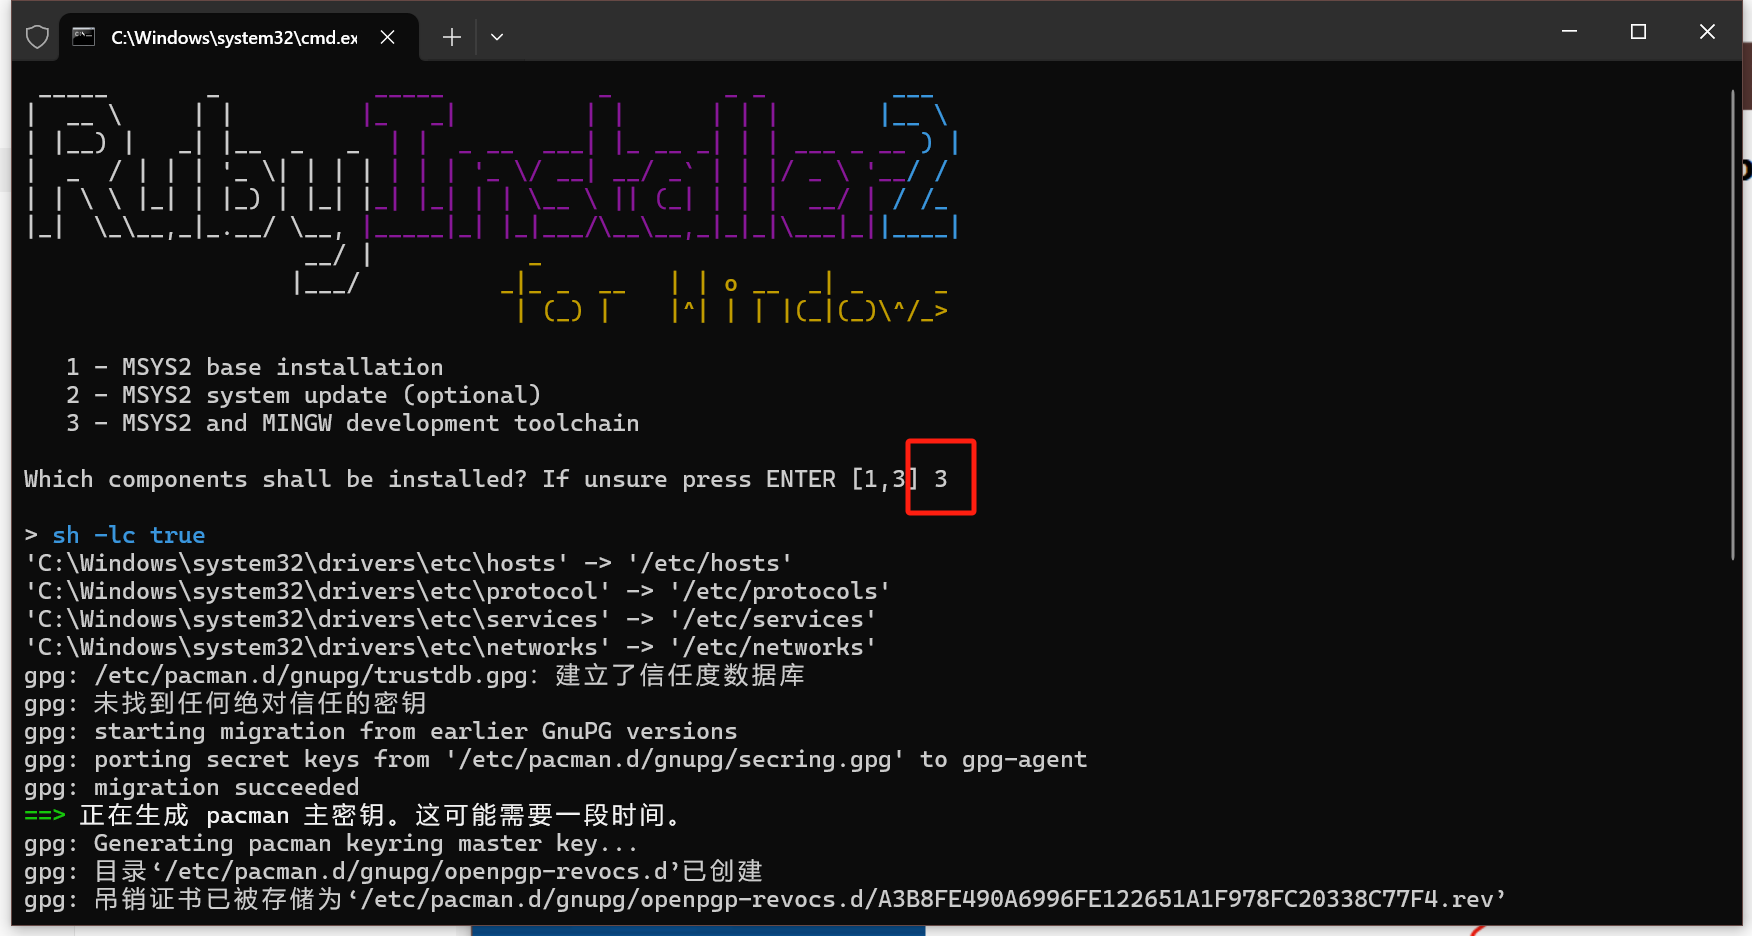 C:\Windows\system32\cmd.ex
RubyInstaller2
for Windows
1 - MSYS2 base installation
2 - MSYS2 system update (optional)
3 - MSYS2 and MINGW development toolchain
Which components shall be installed? If unsure press ENTER [1,3] 3
> sh -lc true
'C:\Windows\system32\drivers\etc\hosts' -> '/etc/hosts'
'C:\Windows\system32\drivers\etc\protocol' -> '/etc/protocols'
'C:\Windows\system32\drivers\etc\services' -> '/etc/services'
'C:\Windows\system32\drivers\etc\networks' -> '/etc/networks'
gpg: /etc/pacman.d/gnupg/trustdb.gpg：建立了信任度数据库
gpg: 未找到任何绝对信任的密钥
gpg: starting migration from earlier GnuPG versions
gpg: porting secret keys from '/etc/pacman.d/gnupg/secring.gpg' to gpg-agent
gpg: migration succeeded
==> 正在生成 pacman 主密钥。这可能需要一段时间。
gpg: Generating pacman keyring master key...
gpg: 目录‘/etc/pacman.d/gnupg/openpgp-revocs.d’已创建
gpg: 吊销证书已被存储为‘/etc/pacman.d/gnupg/openpgp-revocs.d/A3B8FE490A6996FE122651A1F978FC20338C77F4.rev’